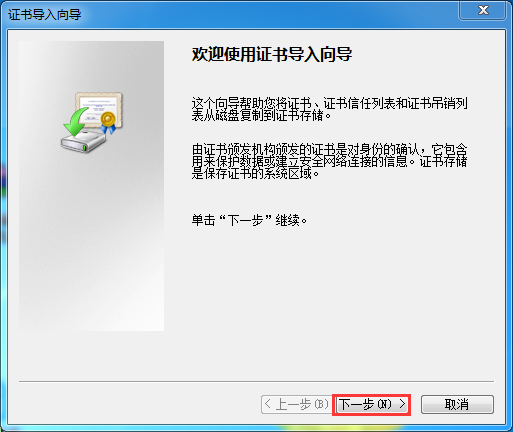 证书导入向导
欢迎使用证书导入向导
这个向导帮助您将证书、证书信任列表和证书吊销列
表从磁盘复制到证书存储。
由证书颁发机构颁发的证书是对身份的确认，它包含
用来保护数据或建立安全网络连接的信息。证书存储
是保存证书的系统区域。
单击“下一步”继续。
< 上一步(B) 下一步(N) > 取消